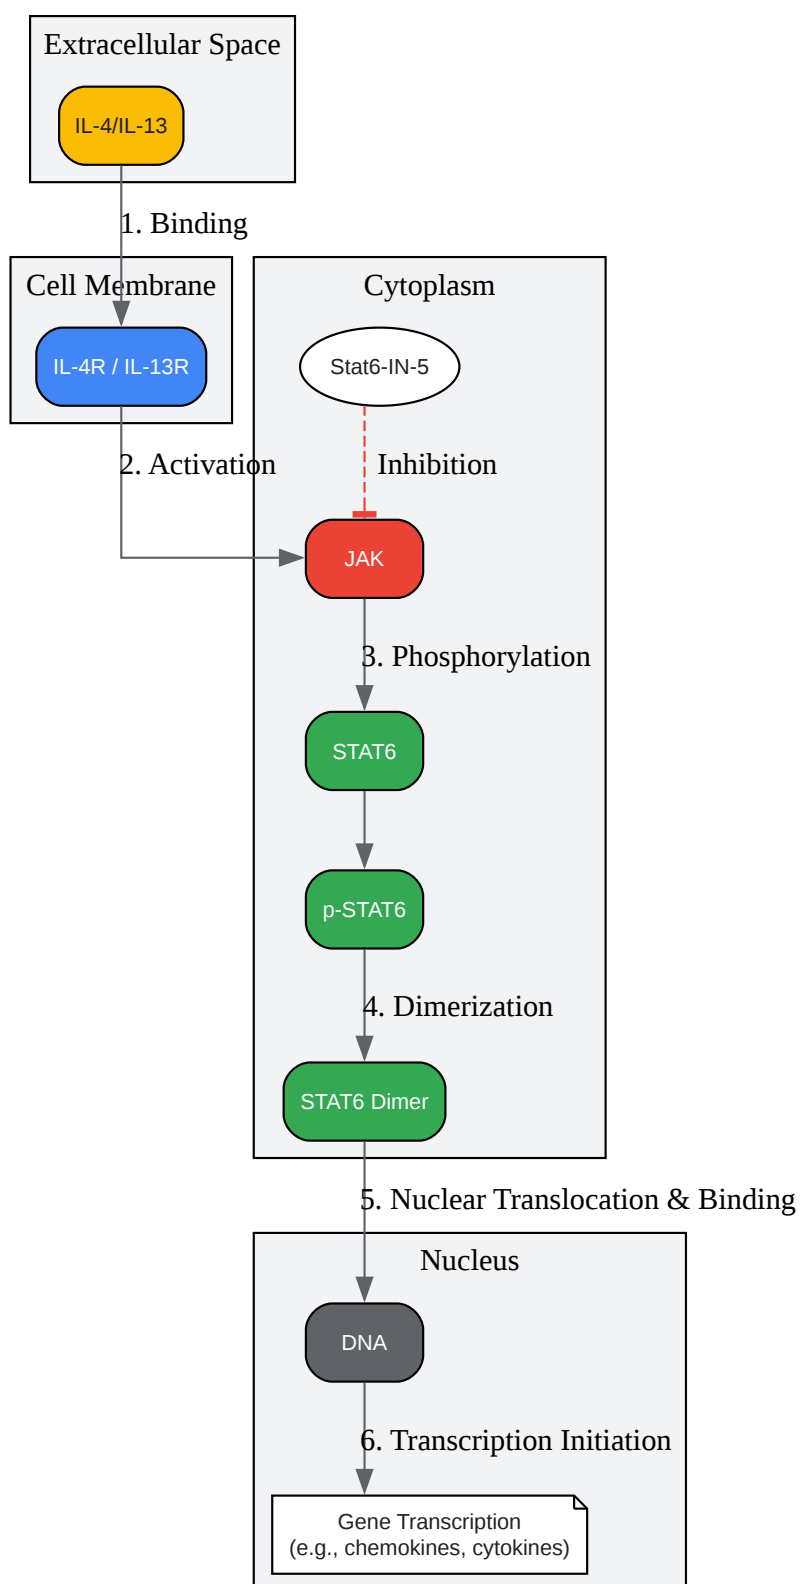 Extracellular Space
IL-4/IL-13
1. Binding
Cell Membrane
Cytoplasm
IL-4R / IL-13R
Stat6-IN-5
2. Activation
Inhibition
JAK
3. Phosphorylation
STAT6
p-STAT6
4. Dimerization
STAT6 Dimer
5. Nuclear Translocation & Binding
Nucleus
DNA
6. Transcription Initiation
Gene Transcription
(e.g., chemokines, cytokines)